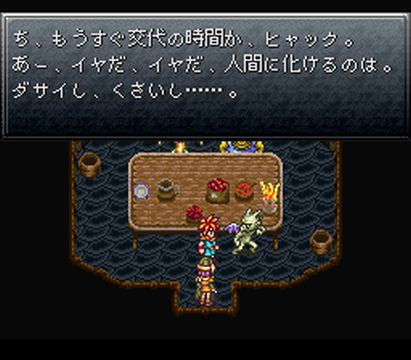 ち、もうすぐ交代の時間か、ヒャック。
あー、イヤだ、イヤだ、人間に化けるのは。
ダサイし、くさいし……。